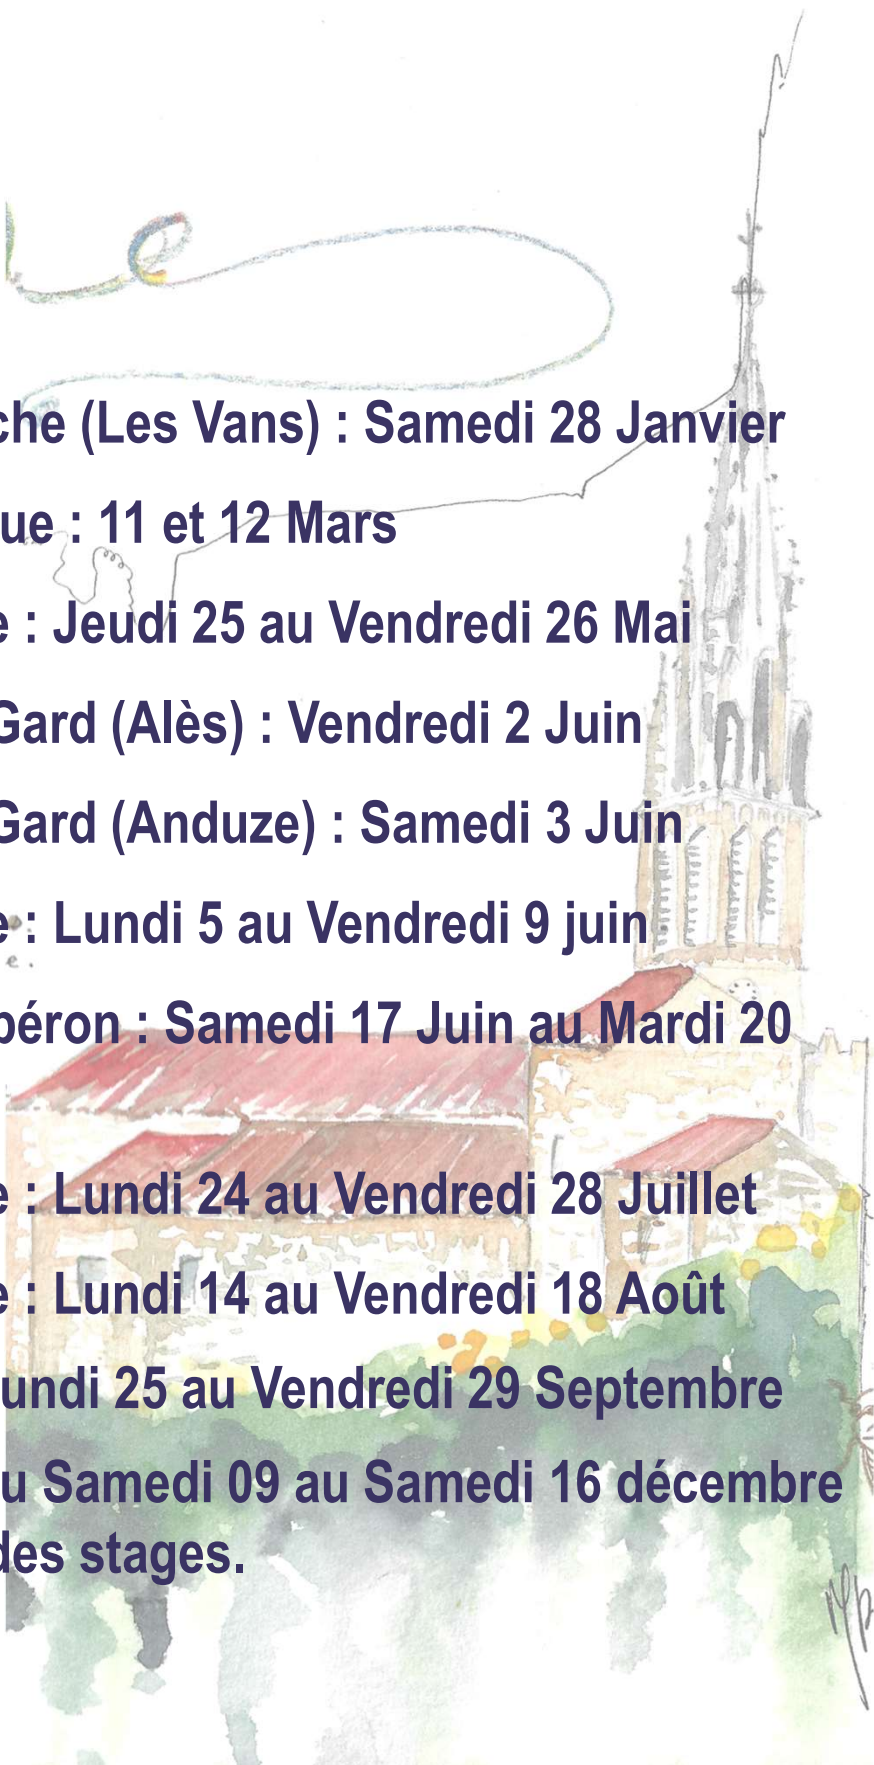 che (Les Vans) : Samedi 28 Janvier
ue : 11 et 12 Mars
e : Jeudi 25 au Vendredi 26 Mai
Gard (Alès) : Vendredi 2 Juin
Gard (Anduze) : Samedi 3 Juin
e : Lundi 5 au Vendredi 9 juin
e.
péron : Samedi 17 Juin au Mardi 20
e : Lundi 24 au Vendredi 28 Juillet
e : Lundi 14 au Vendredi 18 Août
undi 25 au Vendredi 29 Septembre
u Samedi 09 au Samedi 16 décembre
des stages.